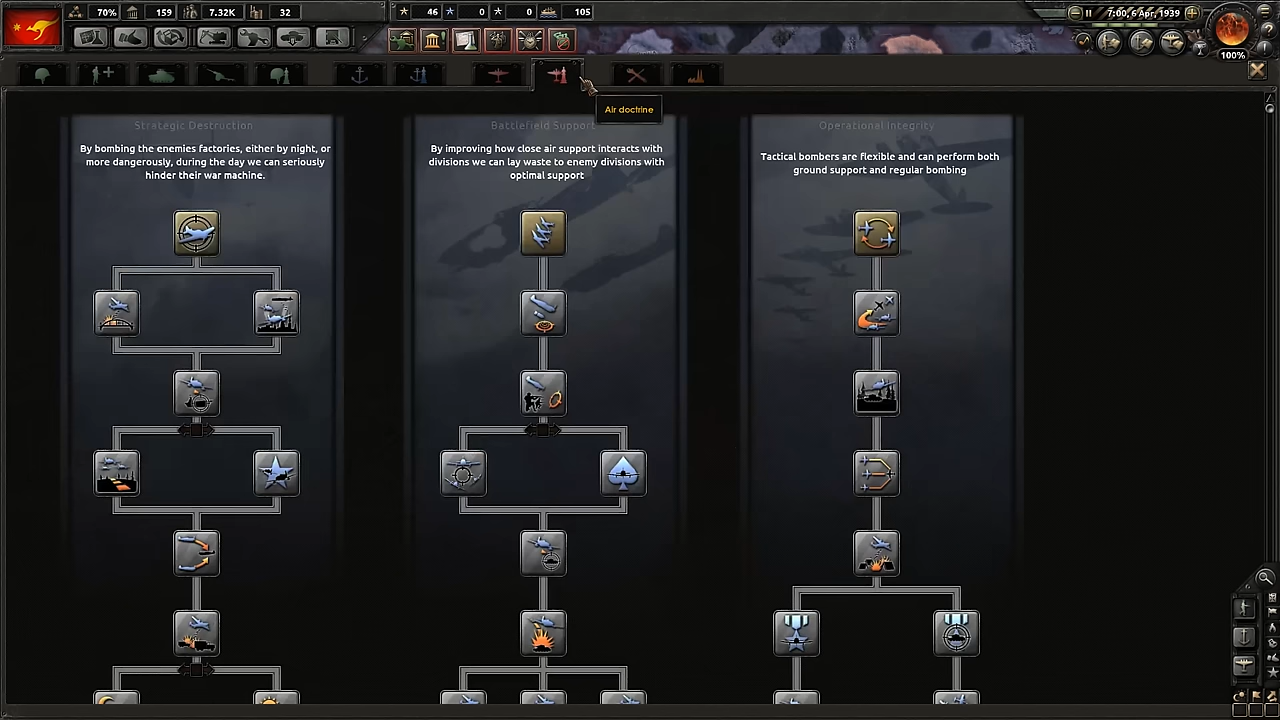 70%
159
7.32K
32
46
0
0
105
7:00, 6 Apr, 1939
100%
Air doctrine
Strategic Destruction
By bombing the enemies factories, either by night, or
more dangerously, during the day we can seriously
hinder their war machine.
Battlefield Support
By improving how close air support interacts with
divisions we can lay waste to enemy divisions with
optimal support
Operational Integrity
Tactical bombers are flexible and can perform both
ground support and regular bombing